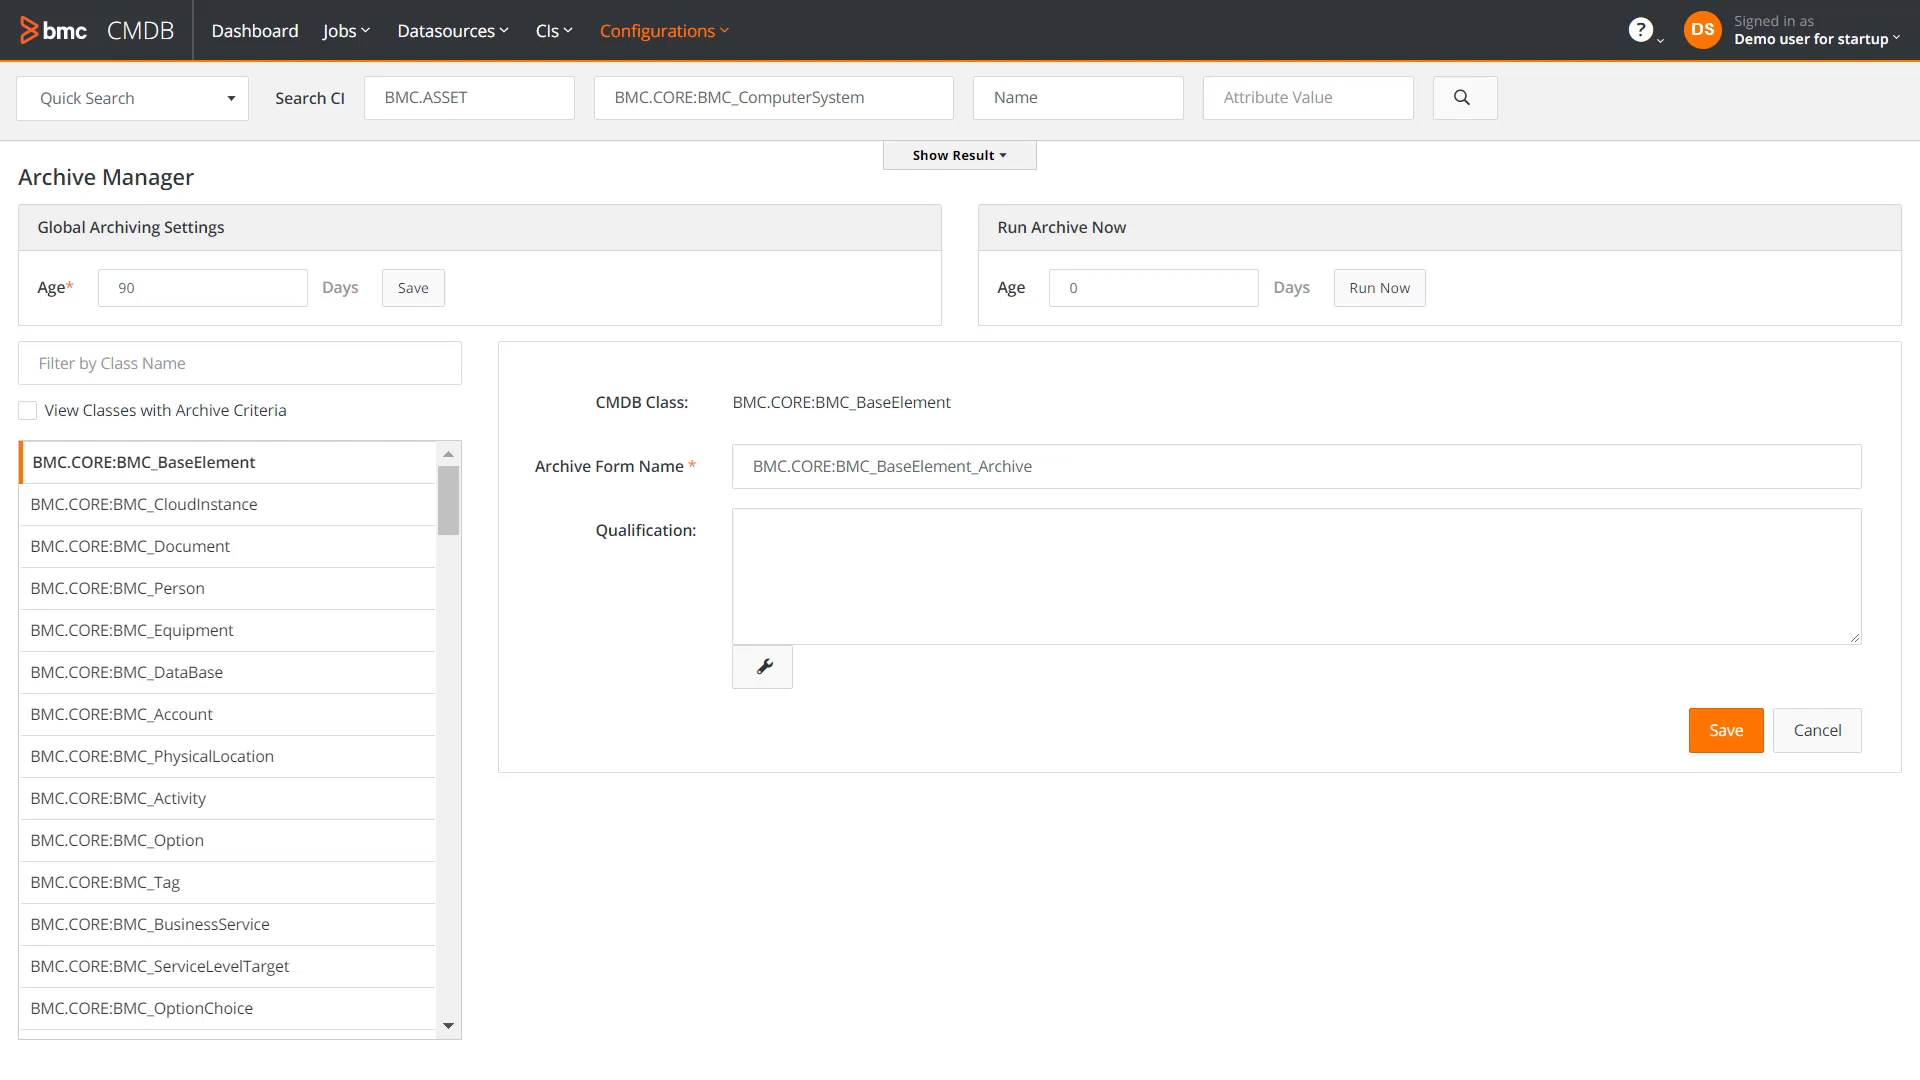 bmc CMDB Dashboard Jobs Datasources CIs Configurations ? DS Signed in as
Demo user for startup
Quick Search Search CI BMC.ASSET BMC.CORE:BMC_ComputerSystem Name Attribute Value
Show Result
Archive Manager
Global Archiving Settings Run Archive Now
Age* 90 Days Save Age 0 Days Run Now
Filter by Class Name
View Classes with Archive Criteria
CMDB Class: BMC.CORE:BMC_BaseElement
Archive Form Name * BMC.CORE:BMC_BaseElement_Archive
Qualification:
Save Cancel
BMC.CORE:BMC_BaseElement
BMC.CORE:BMC_CloudInstance
BMC.CORE:BMC_Document
BMC.CORE:BMC_Person
BMC.CORE:BMC_Equipment
BMC.CORE:BMC_DataBase
BMC.CORE:BMC_Account
BMC.CORE:BMC_PhysicalLocation
BMC.CORE:BMC_Activity
BMC.CORE:BMC_Option
BMC.CORE:BMC_Tag
BMC.CORE:BMC_BusinessService
BMC.CORE:BMC_ServiceLevelTarget
BMC.CORE:BMC_OptionChoice